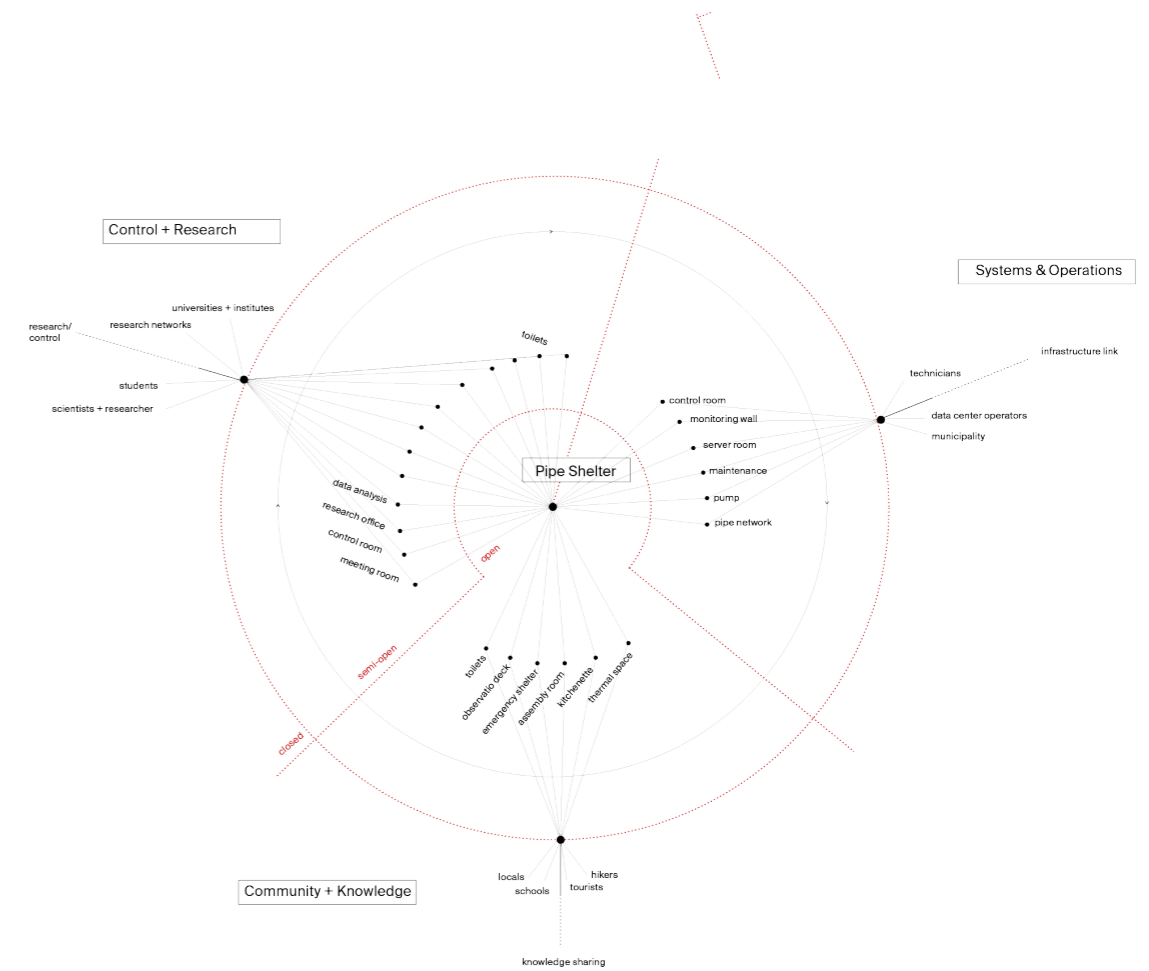 Control + Research
Systems & Operations
universities + institutes
research networks
research/
control
students
scientists + researcher
toilets
infrastructure link
technicians
data center operators
municipality
control room
monitoring wall
server room
maintenance
pump
pipe network
Pipe Shelter
data analysis
research office
control room
meeting room
open
semi-open
closed
toilets
observatio deck
emergency shelter
assembly room
kitchenette
thermal space
Community + Knowledge
locals
schools
hikers
tourists
knowledge sharing